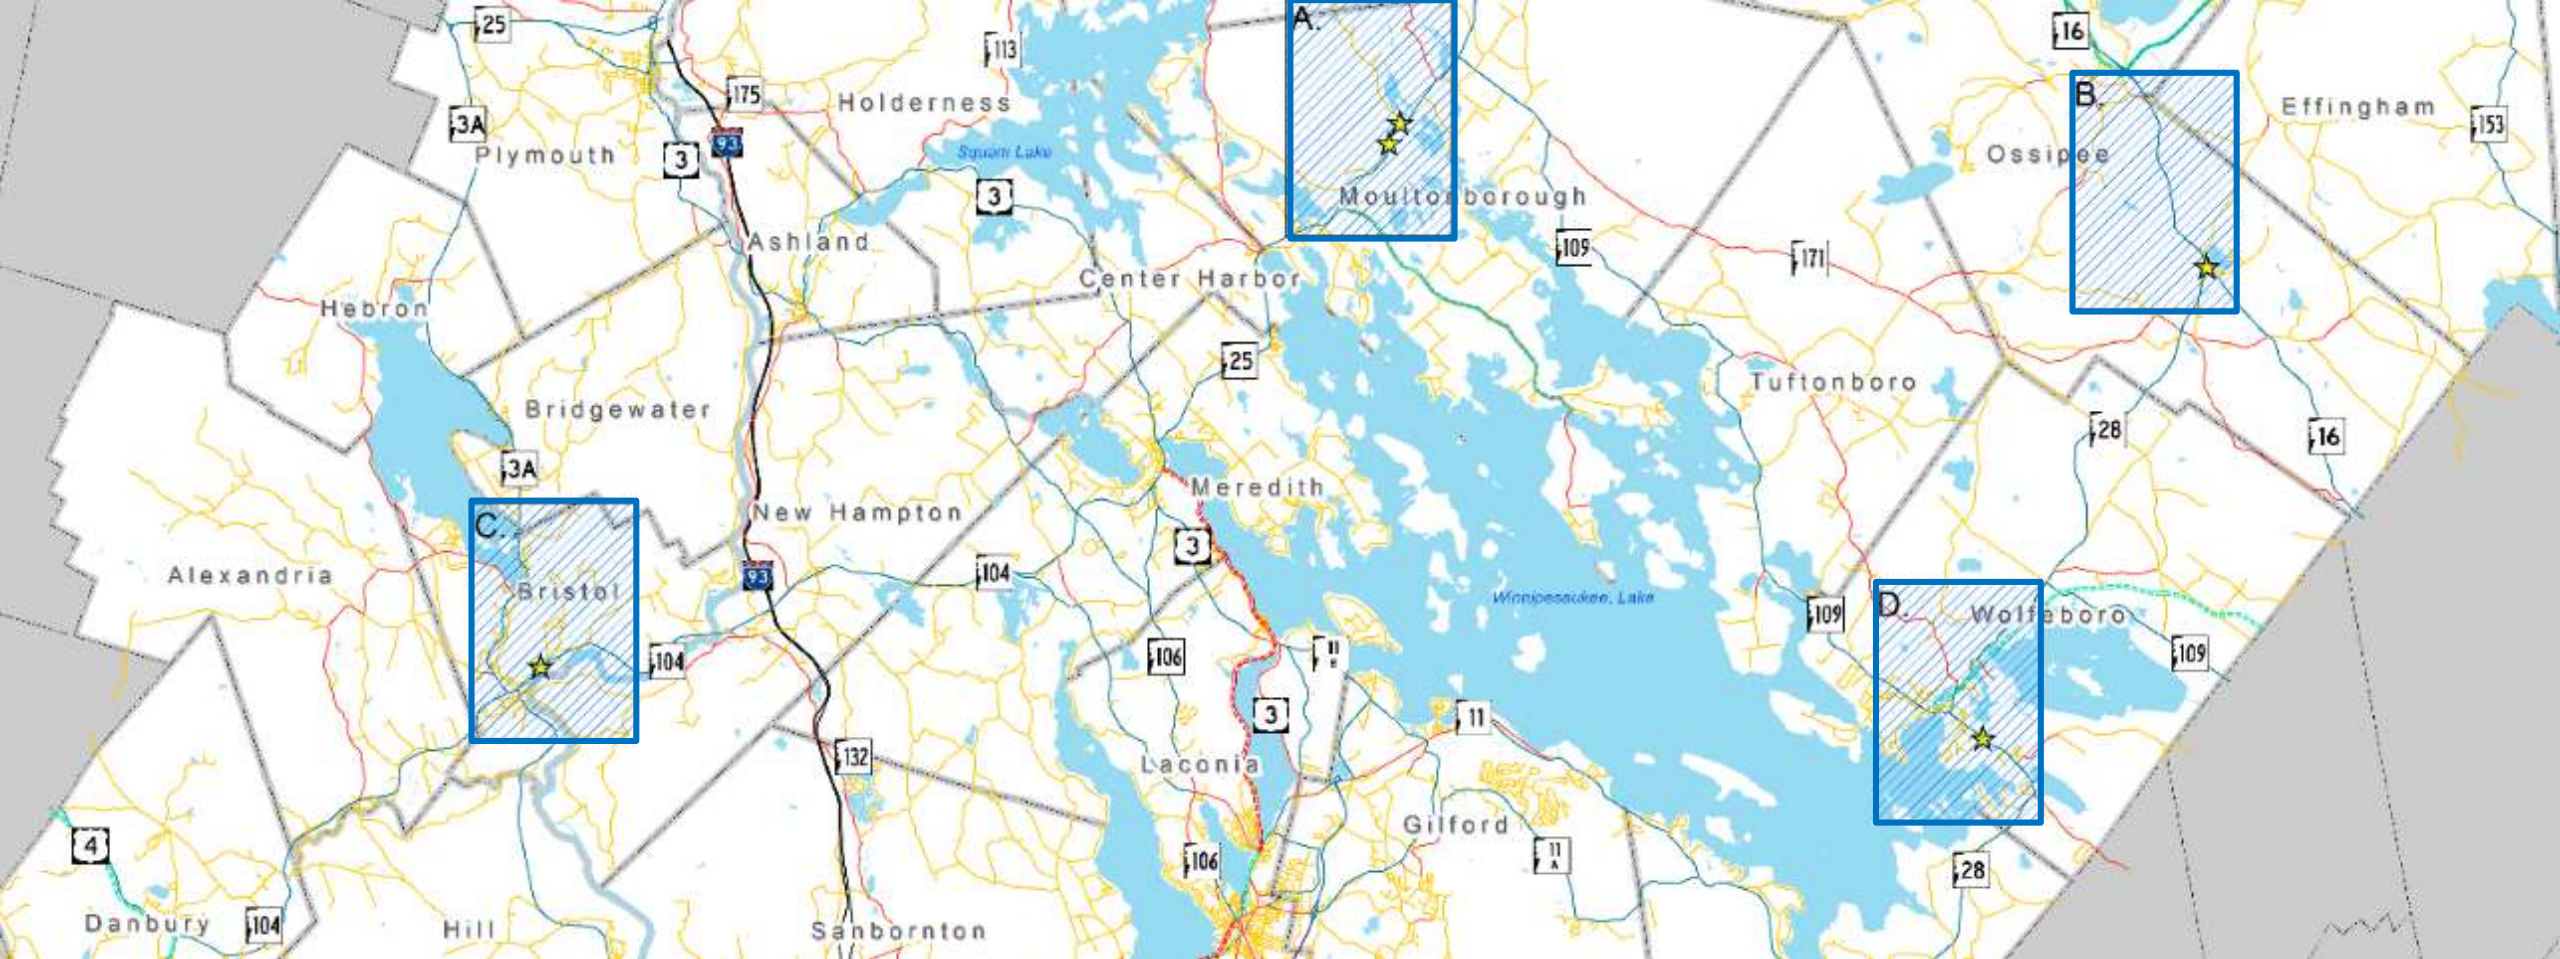 25
A.
16
113
175
B.
Holderness
Effingham
3A
153
93
Plymouth
3
Squam Lake
Ossipee
3
Moultonborough
Ashland
109
171
Center Harbor
Hebron
25
Tuftonboro
Bridgewater
28
16
3A
Meredith
C.
New Hampton
3
Alexandria
93
104
Bristol
Winnipesaukee, Lake
D.
109
Wolfeboro
104
106
11
B
109
3
11
132
Laconia
Gilford
4
106
11
A
28
Danbury
104
Hill
Sanbornton